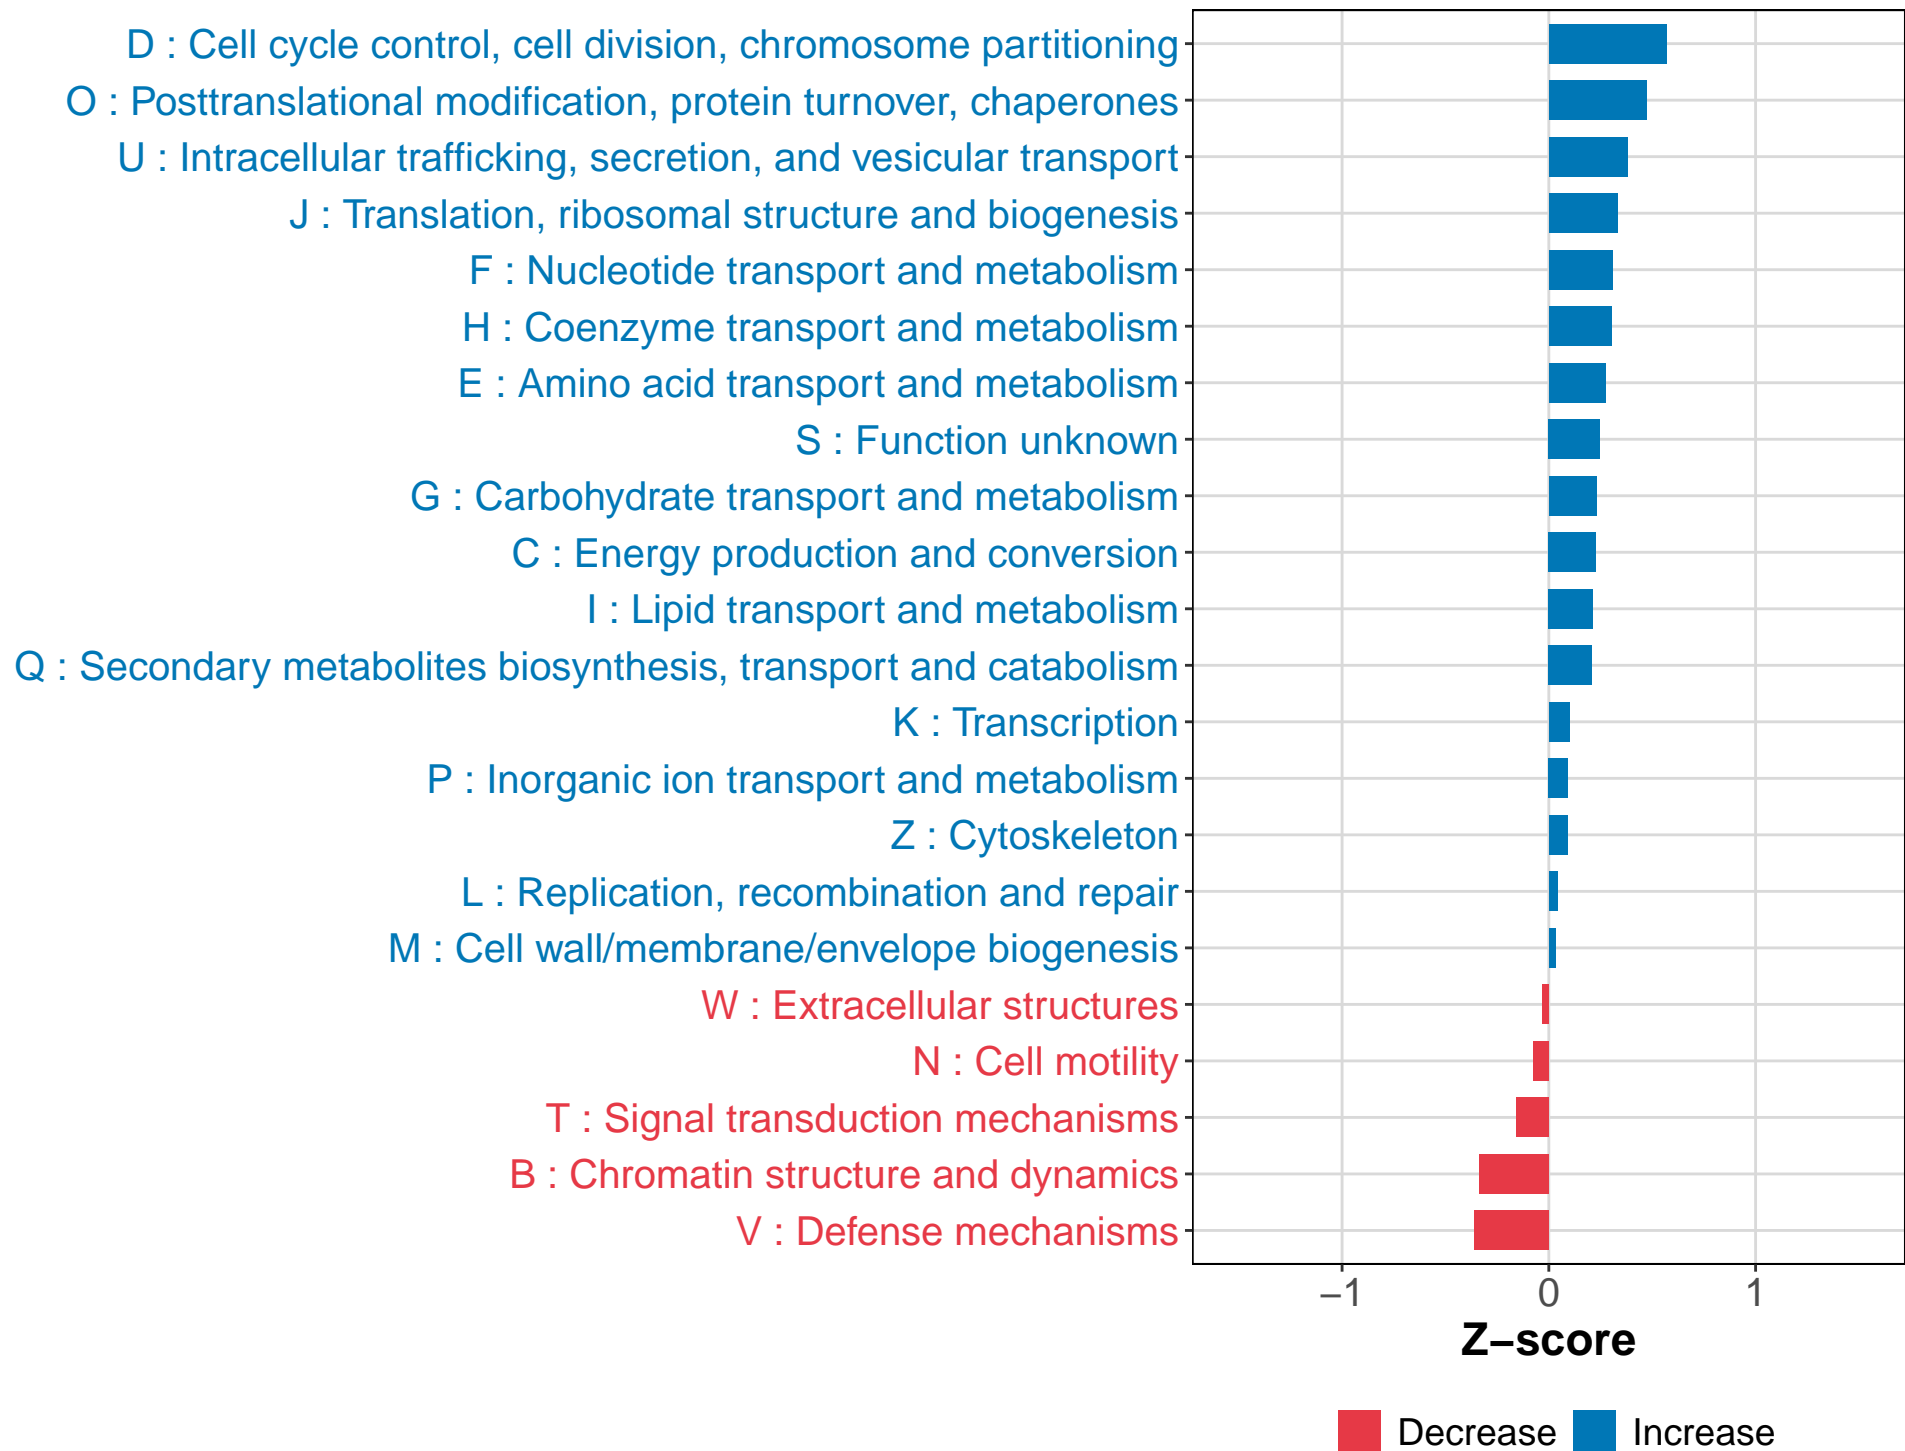 D : Cell cycle control, cell division, chromosome partitioning
O : Posttranslational modification, protein turnover, chaperones
U : Intracellular trafficking, secretion, and vesicular transport
J : Translation, ribosomal structure and biogenesis
F : Nucleotide transport and metabolism
H : Coenzyme transport and metabolism
E : Amino acid transport and metabolism
S : Function unknown
G : Carbohydrate transport and metabolism
C : Energy production and conversion
I : Lipid transport and metabolism
Q : Secondary metabolites biosynthesis, transport and catabolism
K : Transcription
P : Inorganic ion transport and metabolism
Z : Cytoskeleton
L : Replication, recombination and repair
M : Cell wall/membrane/envelope biogenesis
W : Extracellular structures
N : Cell motility
T : Signal transduction mechanisms
B : Chromatin structure and dynamics
V : Defense mechanisms
−1 0 1
Z−score
Decrease Increase